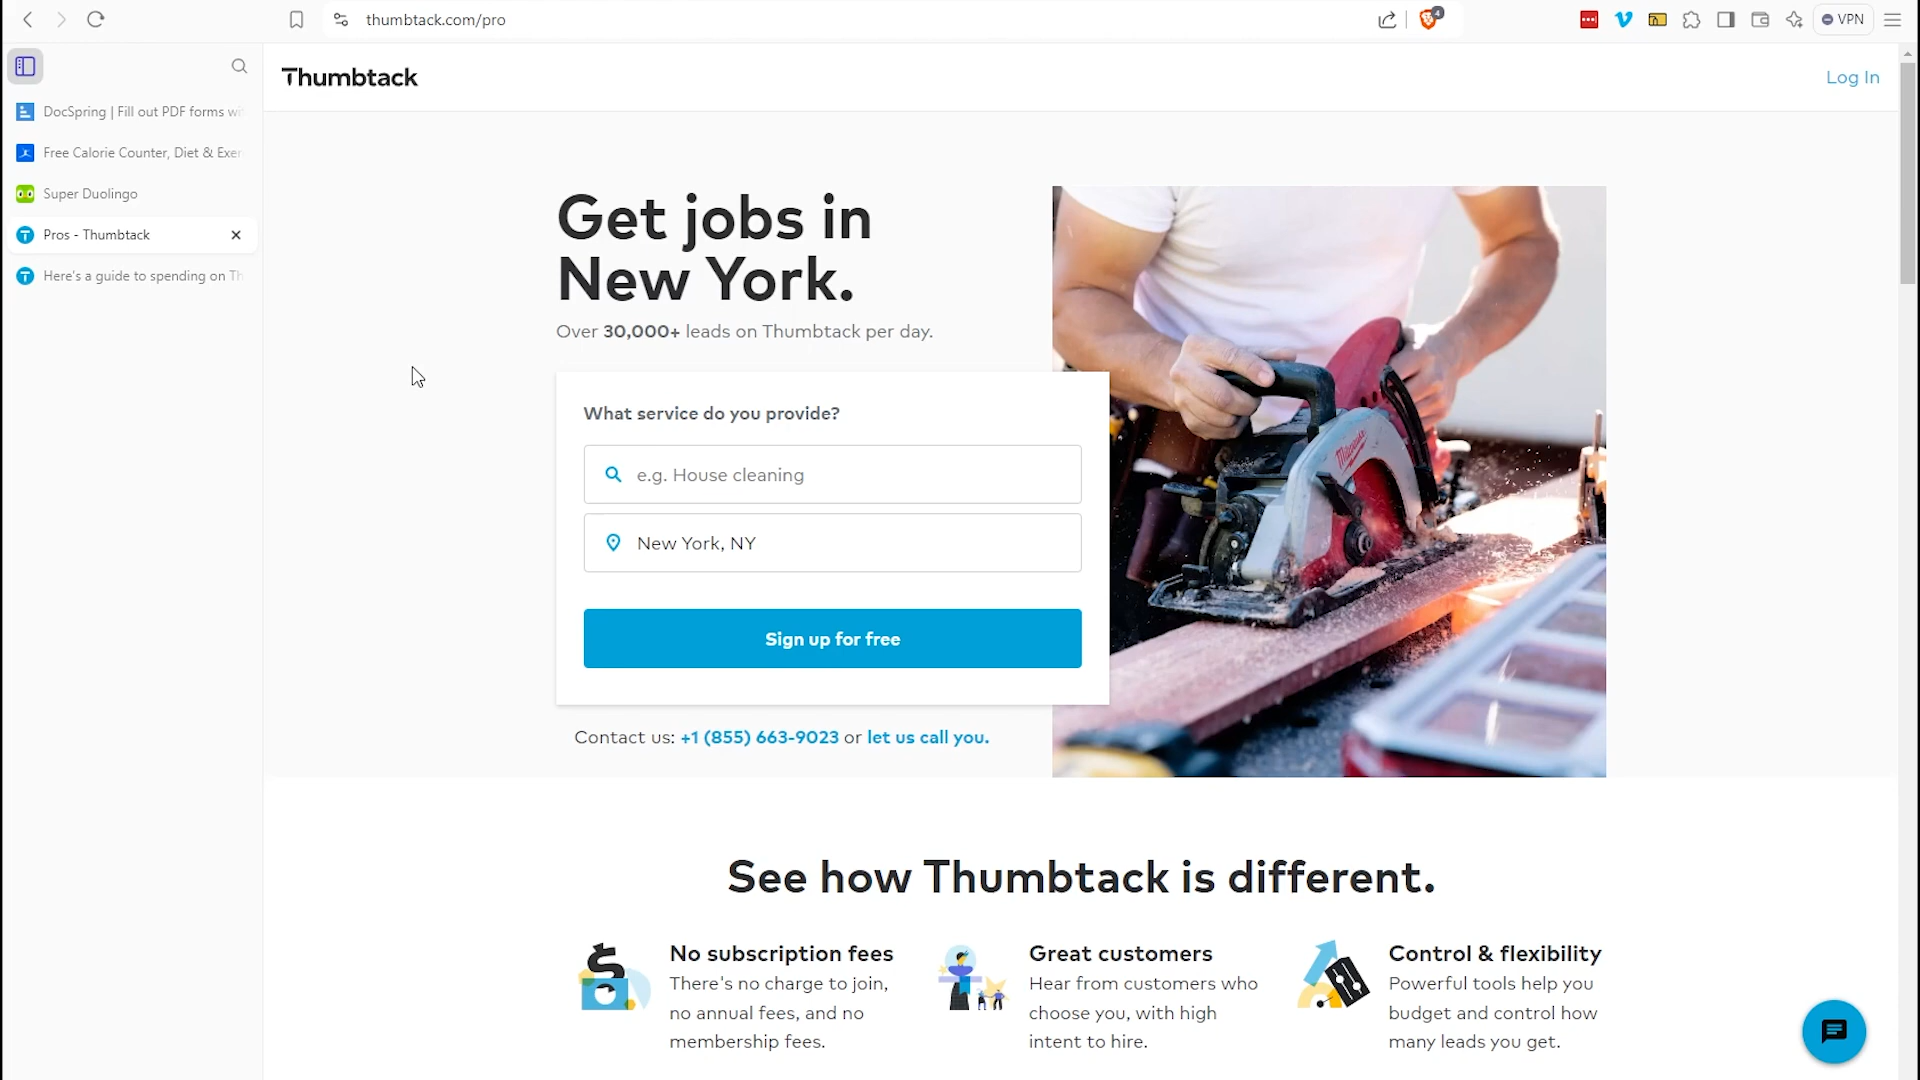 thumbtack.com/pro
4
VPN
DocSpring | Fill out PDF forms wi
Free Calorie Counter, Diet & Exer
Super Duolingo
Pros - Thumbtack
Here's a guide to spending on Th
Thumbtack
Log In
Get jobs in
New York.
Over 30,000+ leads on Thumbtack per day.
What service do you provide?
e.g. House cleaning
New York, NY
Sign up for free
Contact us: +1 (855) 663-9023 or let us call you.
Milwaukee
See how Thumbtack is different.
No subscription fees
There's no charge to join,
no annual fees, and no
membership fees.
Great customers
Hear from customers who
choose you, with high
intent to hire.
Control & flexibility
Powerful tools help you
budget and control how
many leads you get.